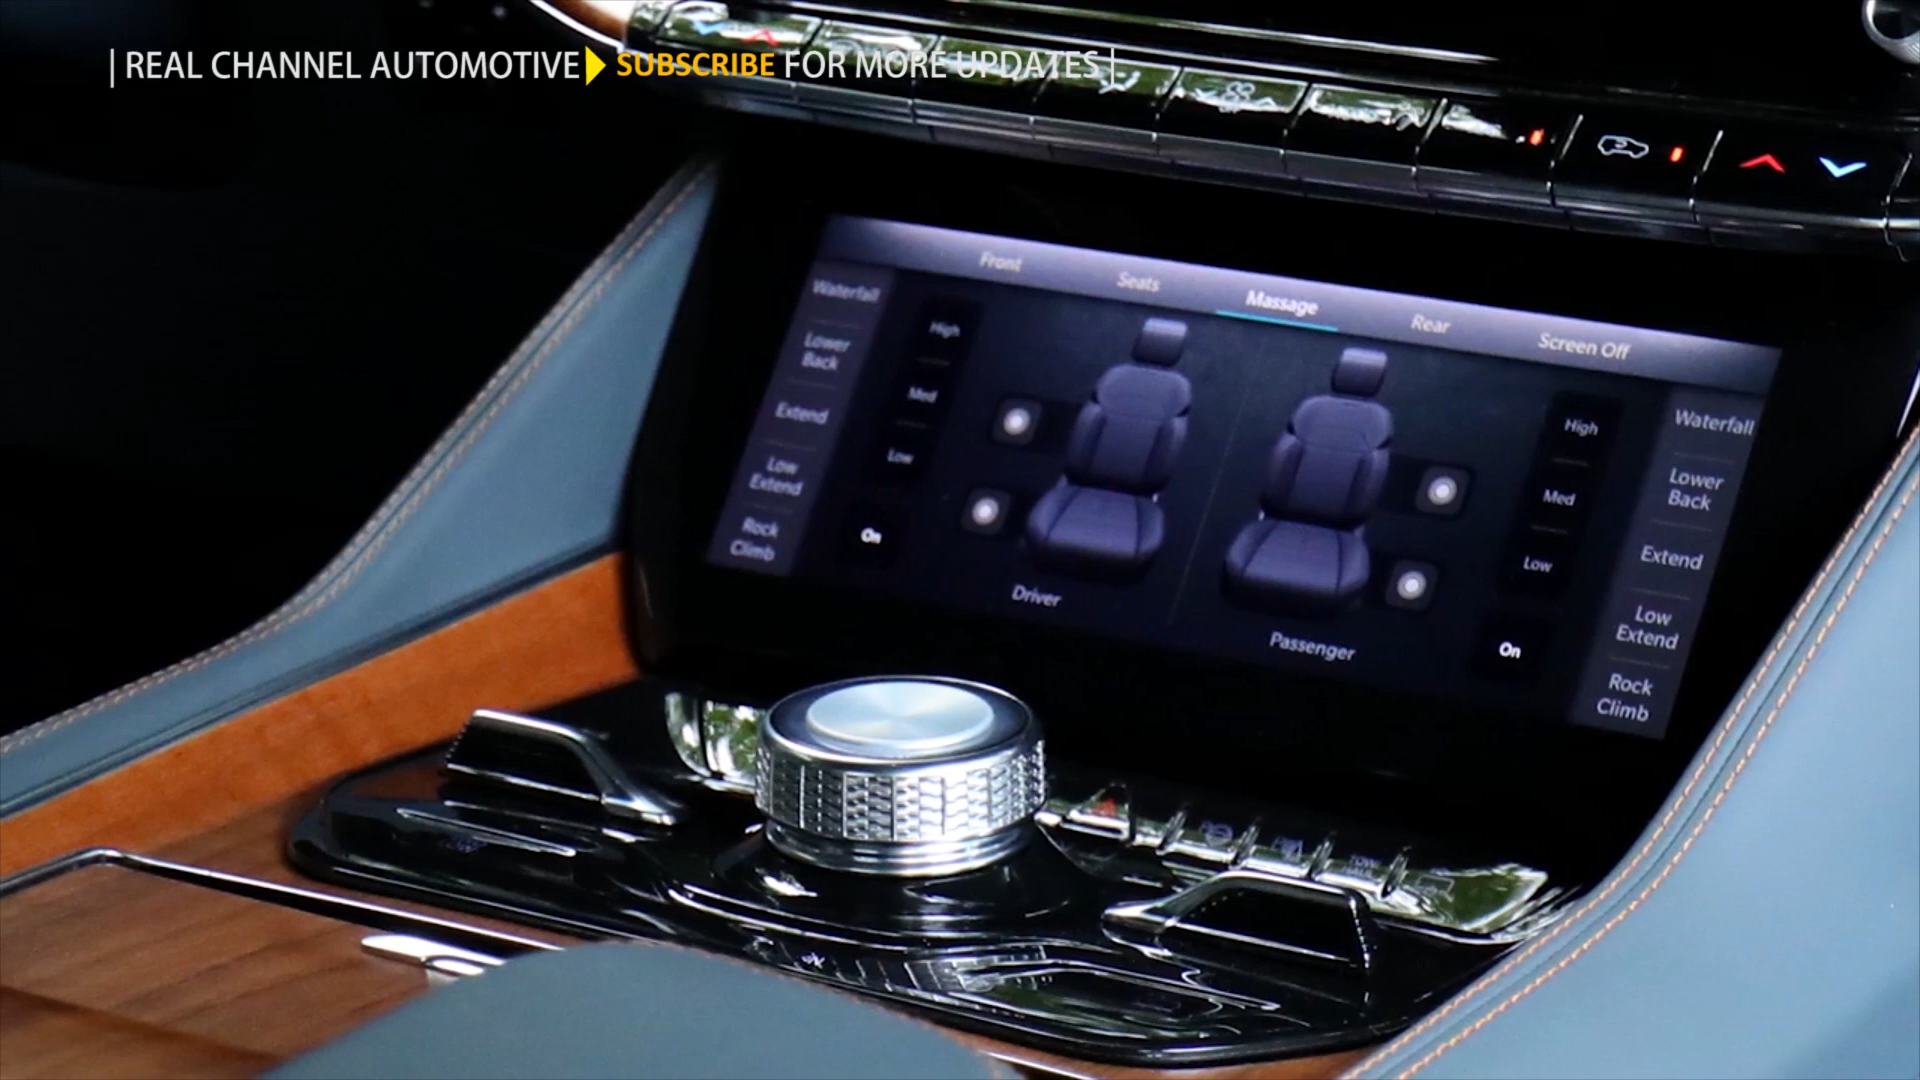 | REAL CHANNEL AUTOMOTIVE SUBSCRIBE FOR MORE UPDATES |
Front Seats Massage Rear Screen Off
Waterfall
Lower
Back
Extend
Low
Extend
Rock
Climb
High
Med
Low
On
Driver
Passenger
High
Med
Low
On
Waterfall
Lower
Back
Extend
Low
Extend
Rock
Climb
TOW
HAUL